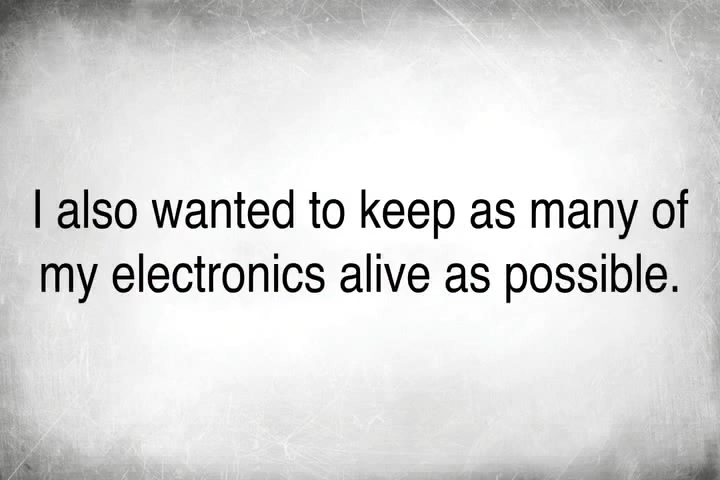 I also wanted to keep as many of
my electronics alive as possible.